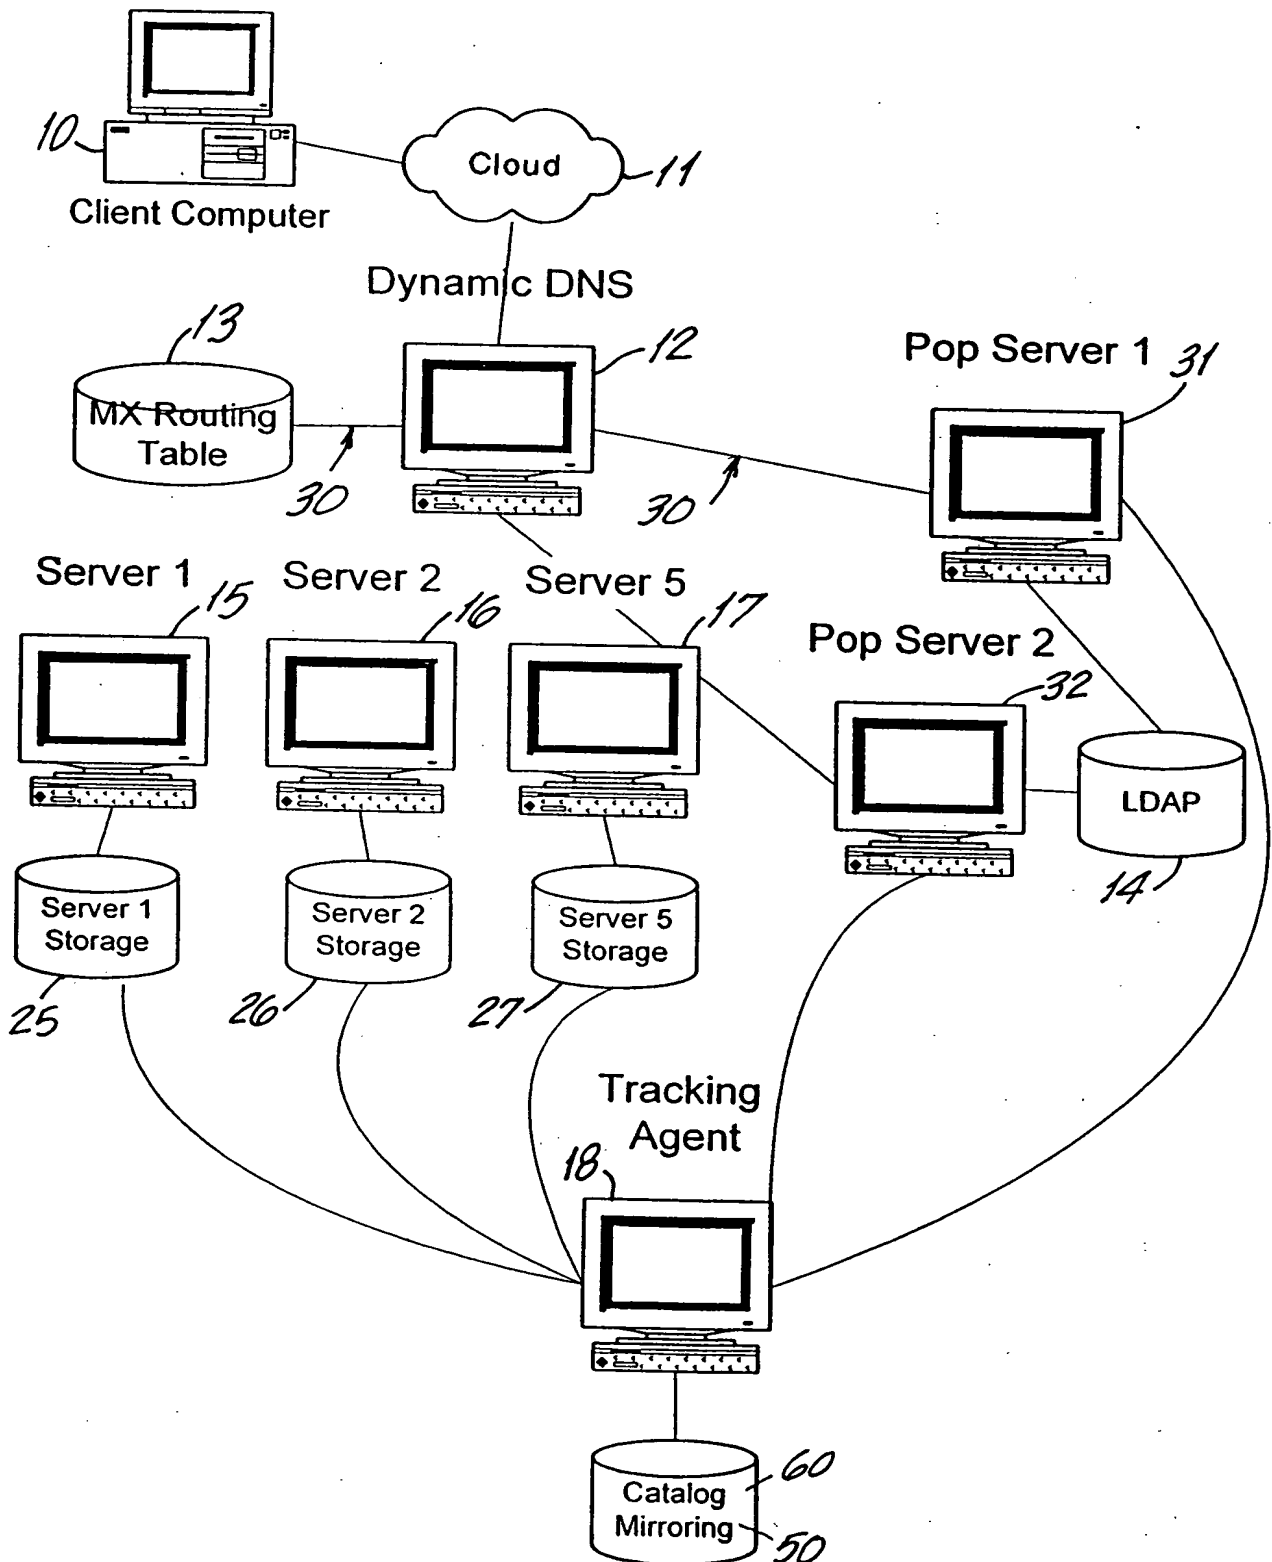 10
Client Computer
Cloud
11
Dynamic DNS
13
MX Routing
Table
30
12
30
Pop Server 1
31
Server 1
15
Server 2
16
Server 5
17
Pop Server 2
32
LDAP
14
Server 1
Storage
25
Server 2
Storage
26
Server 5
Storage
27
Tracking
Agent
18
Catalog
Mirroring
60
50